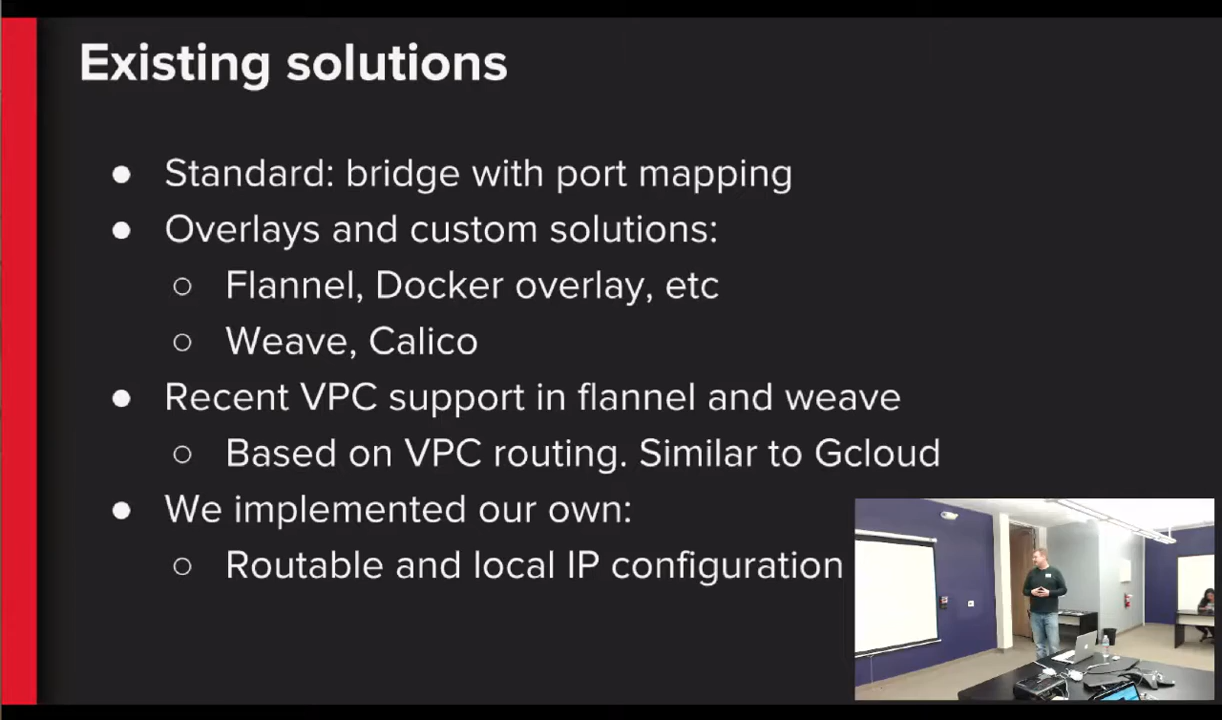 Existing solutions
● Standard: bridge with port mapping
● Overlays and custom solutions:
○ Flannel, Docker overlay, etc
○ Weave, Calico
● Recent VPC support in flannel and weave
○ Based on VPC routing. Similar to Gcloud
● We implemented our own:
○ Routable and local IP configuration